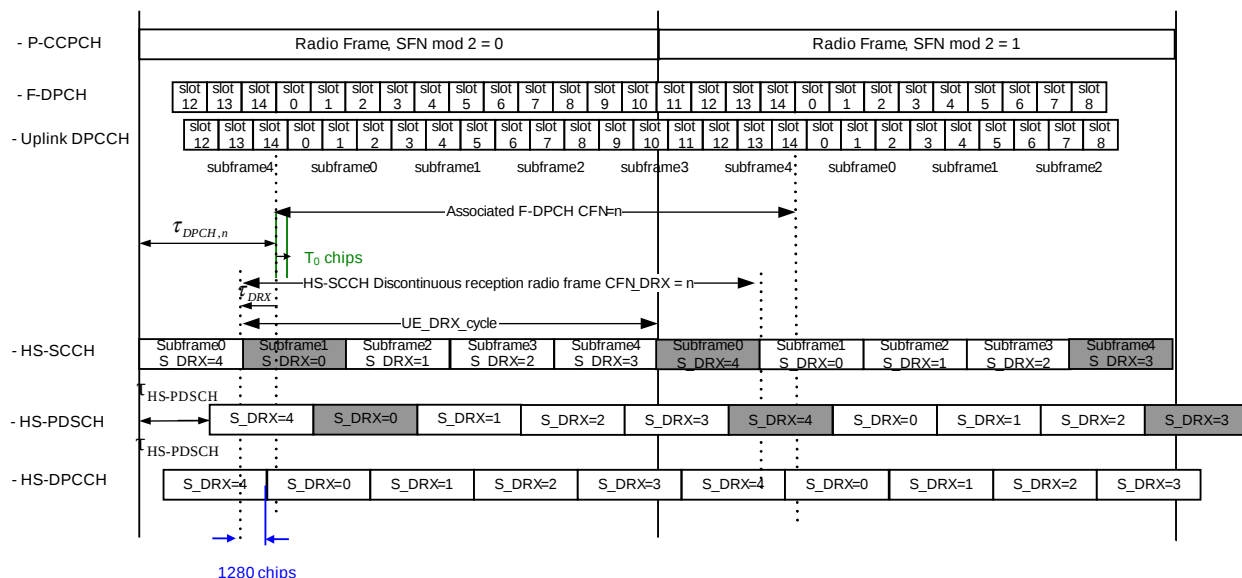 - P-CCPCH
Radio Frame, SFN mod 2 = 0
Radio Frame, SFN mod 2 = 1
- F-DPCH
slot 12 slot 13 slot 14 slot 0 slot 1 slot 2 slot 3 slot 4 slot 5 slot 6 slot 7 slot 8 slot 9 slot 10 slot 11 slot 12 slot 13 slot 14 slot 0 slot 1 slot 2 slot 3 slot 4 slot 5 slot 6 slot 7 slot 8
- Uplink DPCCH
slot 12 slot 13 slot 14 slot 0 slot 1 slot 2 slot 3 slot 4 slot 5 slot 6 slot 7 slot 8 slot 9 slot 10 slot 11 slot 12 slot 13 slot 14 slot 0 slot 1 slot 2 slot 3 slot 4 slot 5 slot 6 slot 7 slot 8
subframe4 subframe0 subframe1 subframe2 subframe3 subframe4 subframe0 subframe1 subframe2
Associated F-DPCH CFN=n
τDPCH,n
T0 chips
HS-SCCH Discontinuous reception radio frame CFN_DRX = n
τDRX
UE_DRX_cycle
- HS-SCCH
Subframe0 Subframe1 Subframe2 Subframe3 Subframe4 Subframe0 Subframe1 Subframe2 Subframe3 Subframe4
S_DRX=4 S_DRX=0 S_DRX=1 S_DRX=2 S_DRX=3 S_DRX=4 S_DRX=0 S_DRX=1 S_DRX=2 S_DRX=3
τHS-PDSCH
- HS-PDSCH
S_DRX=4 S_DRX=0 S_DRX=1 S_DRX=2 S_DRX=3 S_DRX=4 S_DRX=0 S_DRX=1 S_DRX=2 S_DRX=3
τHS-PDSCH
- HS-DPCCH
S_DRX=4 S_DRX=0 S_DRX=1 S_DRX=2 S_DRX=3 S_DRX=4 S_DRX=0 S_DRX=1 S_DRX=2 S_DRX=3
1280 chips